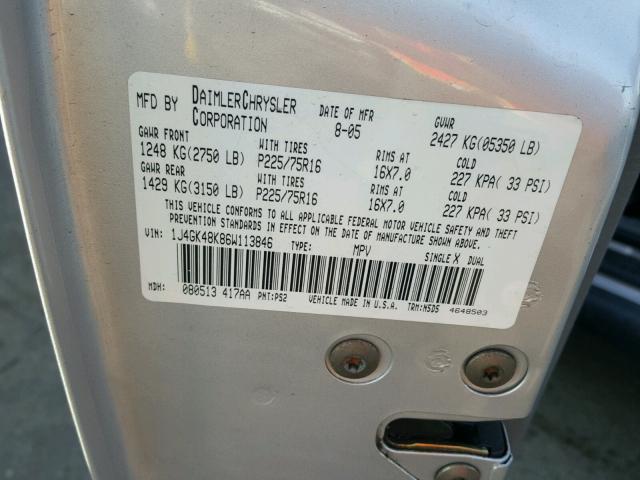 MFD BY DAIMLERCHRYSLER CORPORATION DATE OF MFR 8-05 GVWR 2427 KG(05350 LB)
GAWR FRONT WITH TIRES RIMS AT COLD
1248 KG(2750 LB) P225/75R16 16X7.0 227 KPA( 33 PSI)
GAWR REAR WITH TIRES RIMS AT COLD
1429 KG(3150 LB) P225/75R16 16X7.0 227 KPA( 33 PSI)
THIS VEHICLE CONFORMS TO ALL APPLICABLE FEDERAL MOTOR VEHICLE SAFETY AND THEFT
PREVENTION STANDARDS IN EFFECT ON THE DATE OF MANUFACTURE SHOWN ABOVE.
VIN: 1J4GK48K86W113846 TYPE: MPV SINGLE X DUAL
MDH: 080513 417AA PNT:PS2 VEHICLE MADE IN U.S.A. TRM:N5D5 4648503